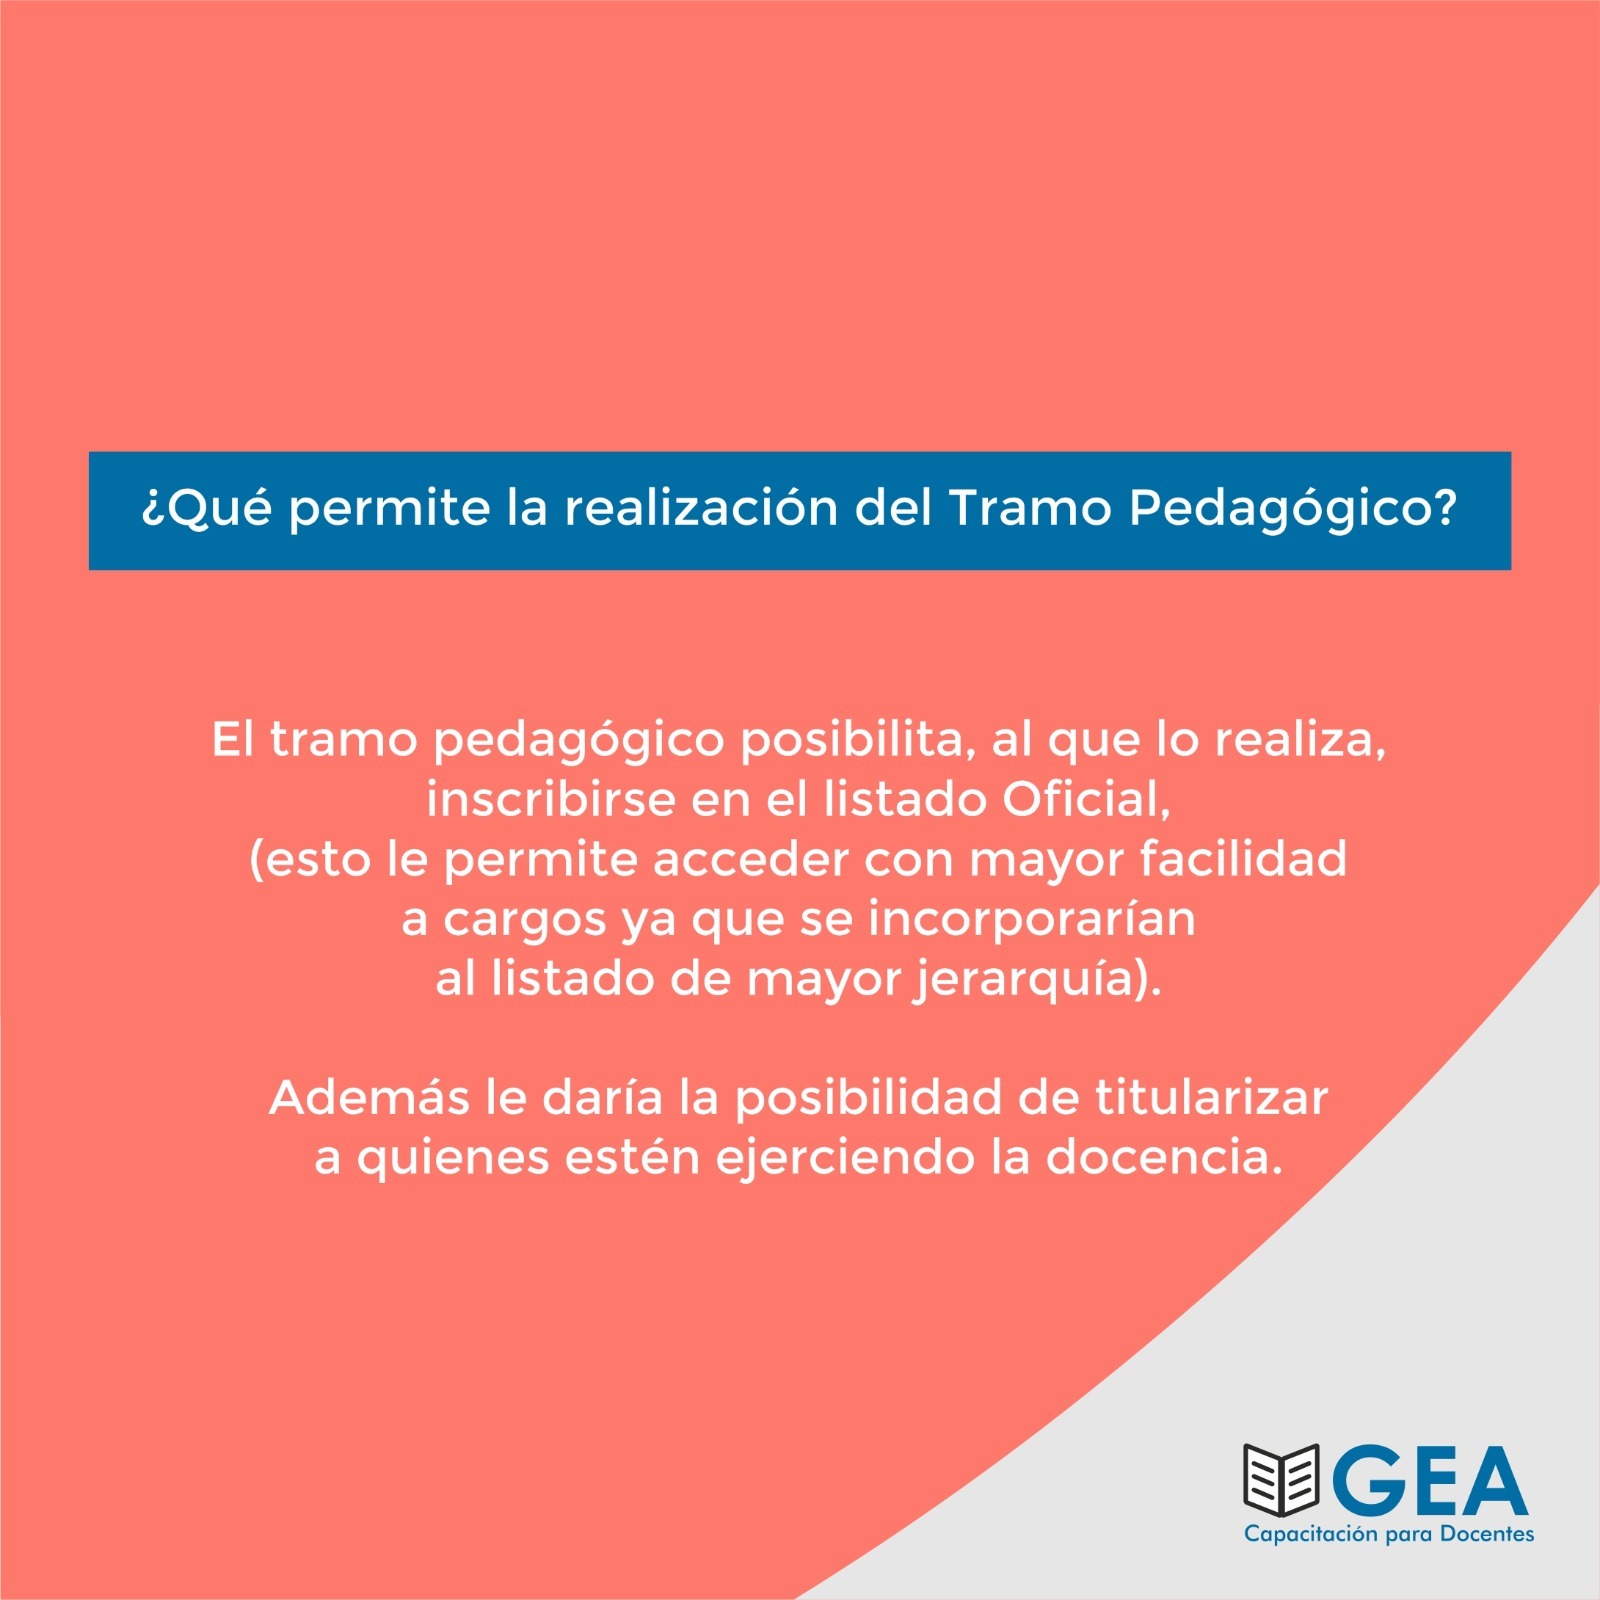 ¿Qué permite la realización del Tramo Pedagógico?
El tramo pedagógico posibilita, al que lo realiza,
inscribirse en el listado Oficial,
(esto le permite acceder con mayor facilidad
a cargos ya que se incorporarían
al listado de mayor jerarquía).
Además le daría la posibilidad de titularizar
a quienes estén ejerciendo la docencia.
GEA
Capacitación para Docentes